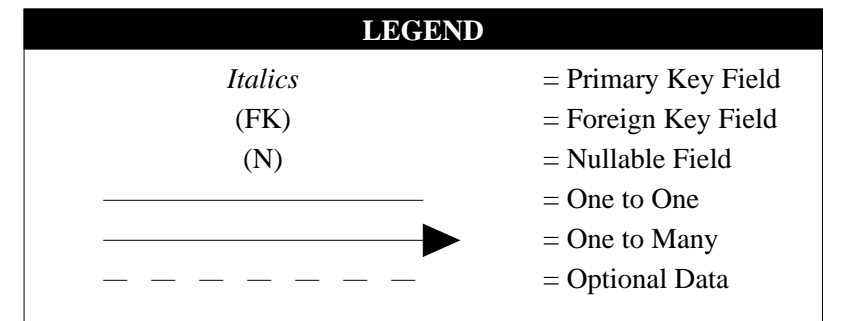 LEGEND
Italics = Primary Key Field
(FK) = Foreign Key Field
(N) = Nullable Field
= One to One
= One to Many
= Optional Data